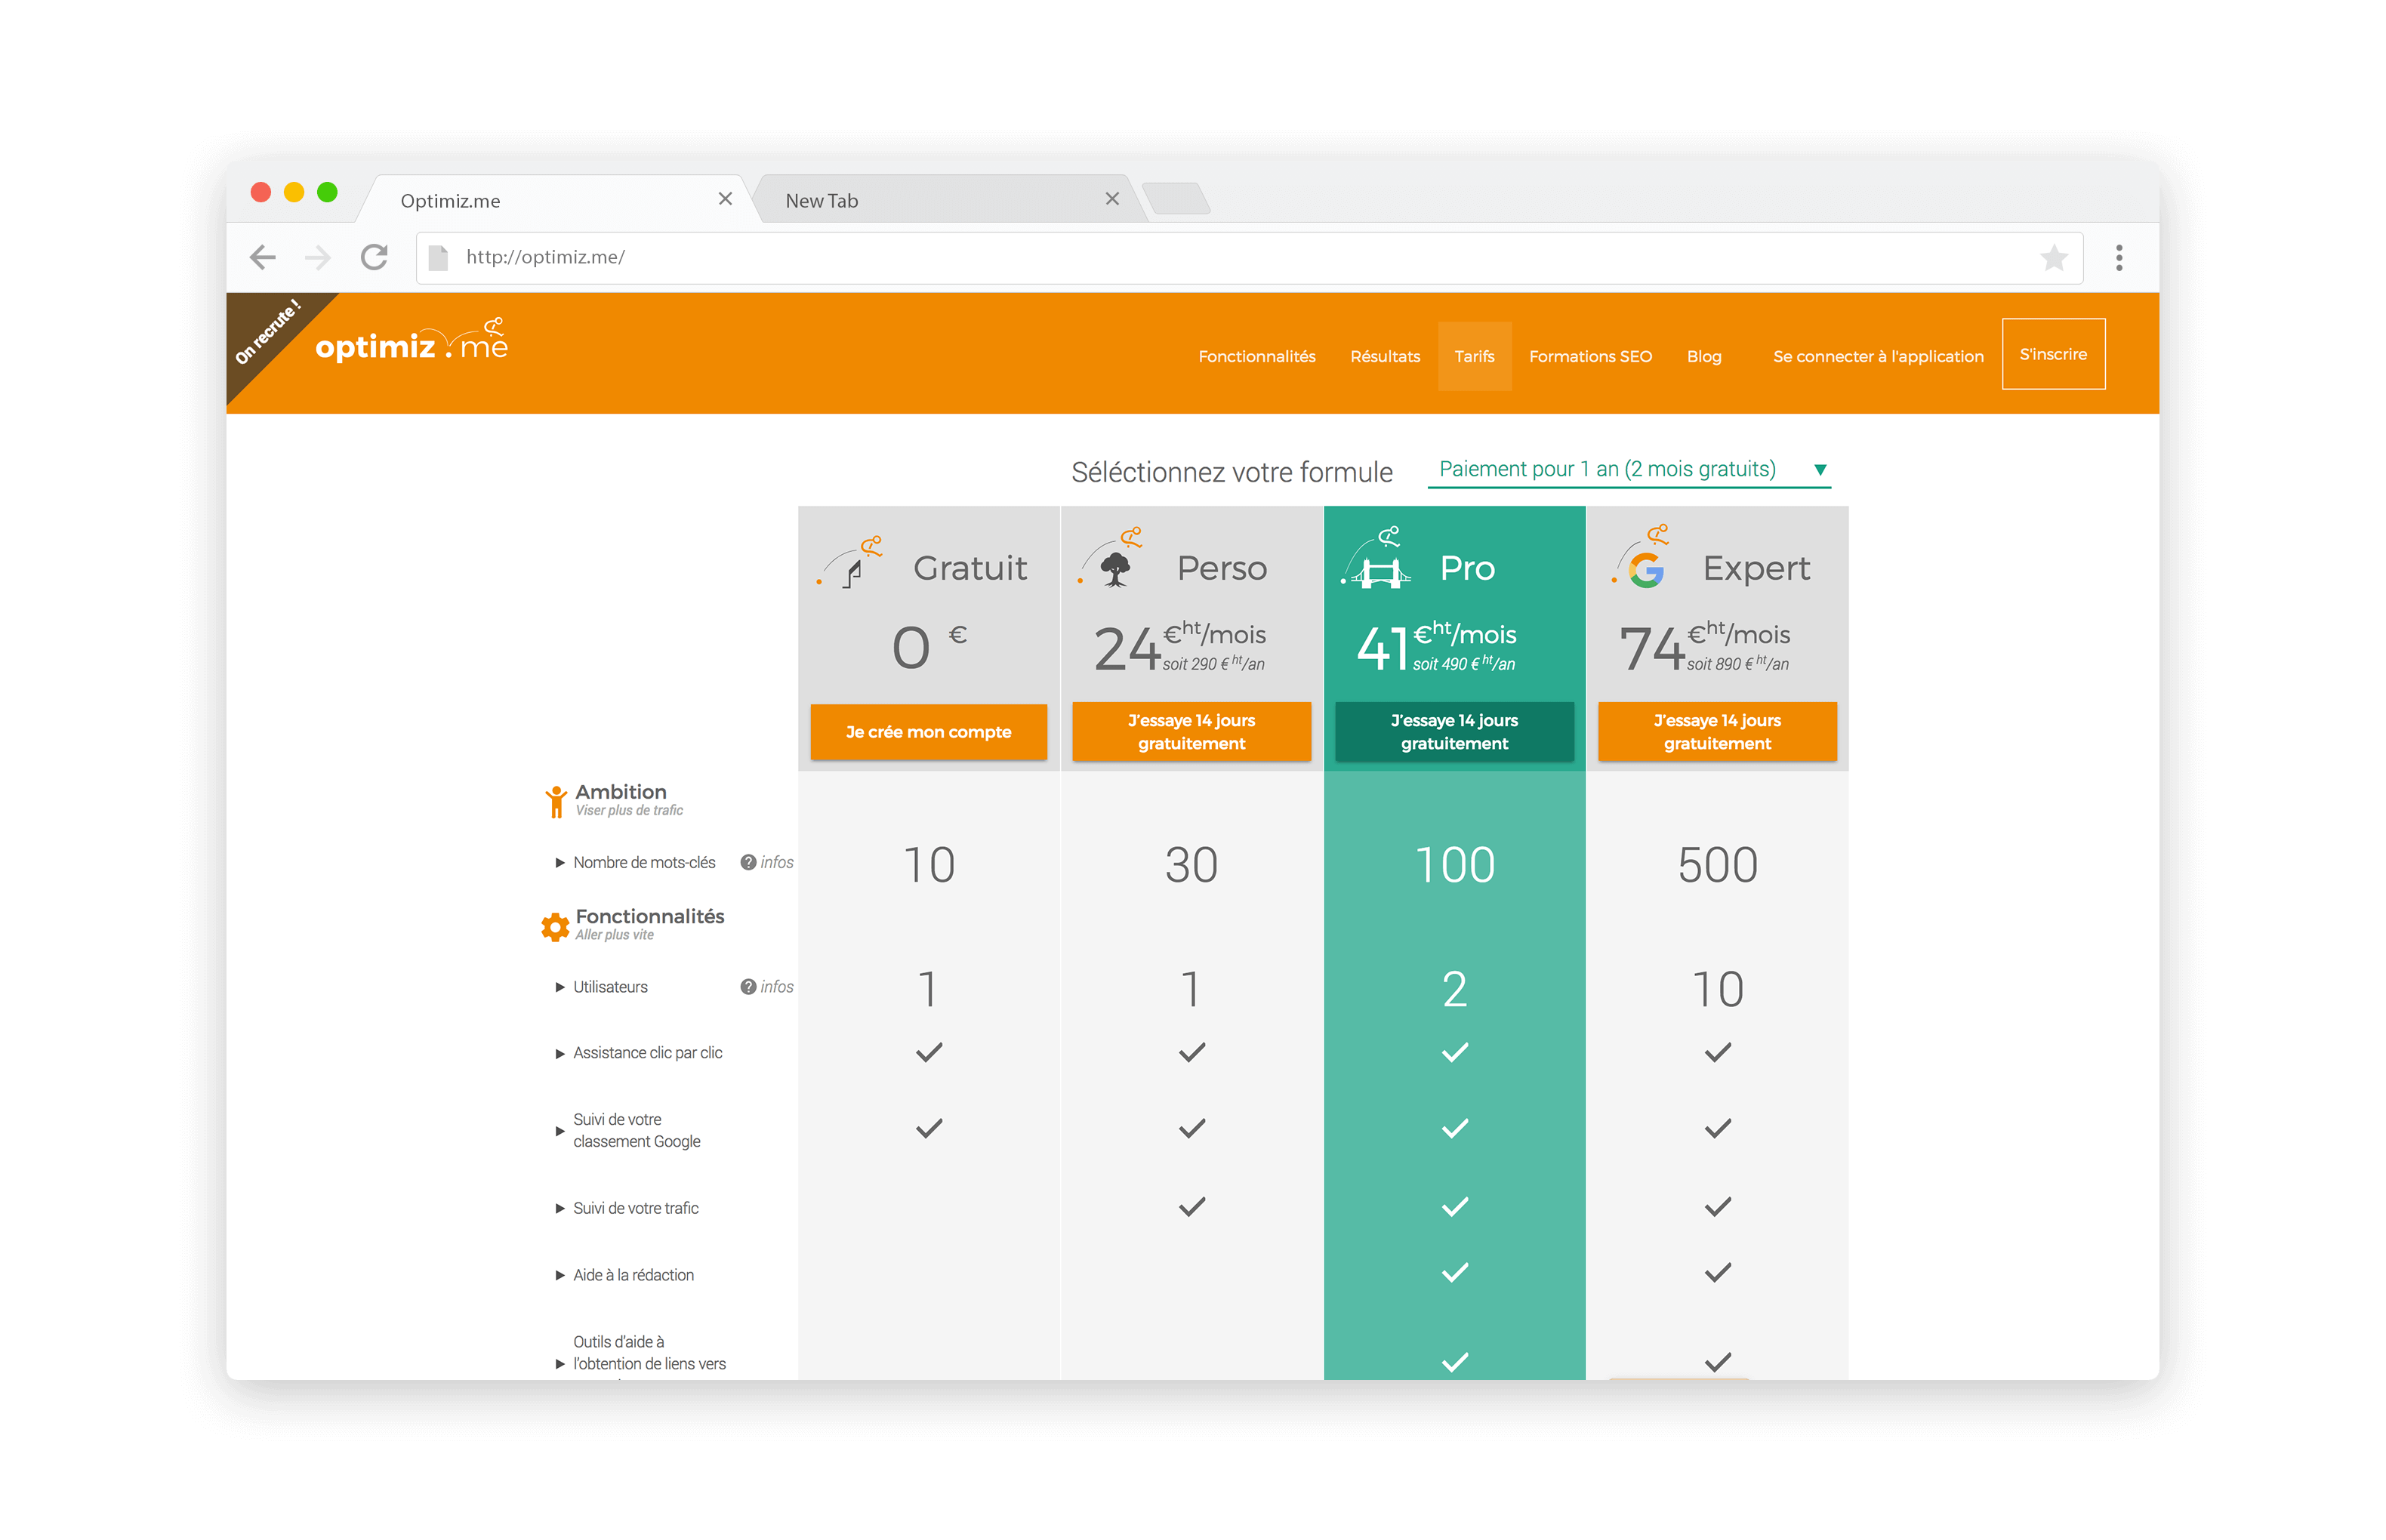 Optimiz.me
New Tab
http://optimiz.me/
On recrute !
optimiz.me
Fonctionnalités
Résultats
Tarifs
Formations SEO
Blog
Se connecter à l'application
S'inscrire
Séléctionnez votre formule
Paiement pour 1 an (2 mois gratuits)
Gratuit
Perso
Pro
Expert
0 €
24 €ht/mois
soit 290 € ht/an
41 €ht/mois
soit 490 € ht/an
74 €ht/mois
soit 890 € ht/an
Je crée mon compte
J'essaye 14 jours
gratuitement
J'essaye 14 jours
gratuitement
J'essaye 14 jours
gratuitement
Ambition
Viser plus de trafic
Nombre de mots-clés ? infos 10 30 100 500
Fonctionnalités
Aller plus vite
Utilisateurs ? infos 1 1 2 10
Assistance clic par clic
Suivi de votre
classement Google
Suivi de votre trafic
Aide à la rédaction
Outils d'aide à
l'obtention de liens vers